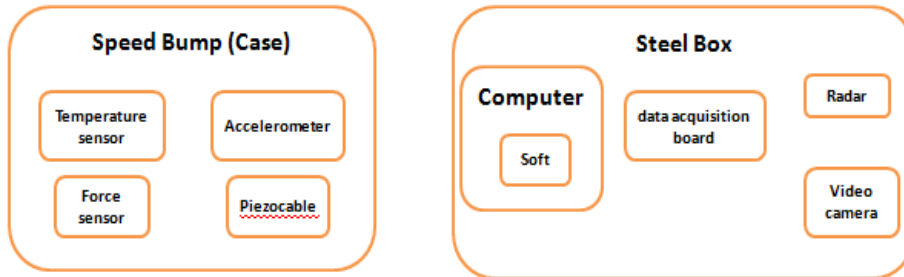 Speed Bump (Case)
Temperature
sensor
Accelerometer
Force
sensor
Piezocable
Steel Box
Computer
Soft
data acquisition
board
Radar
Video
camera